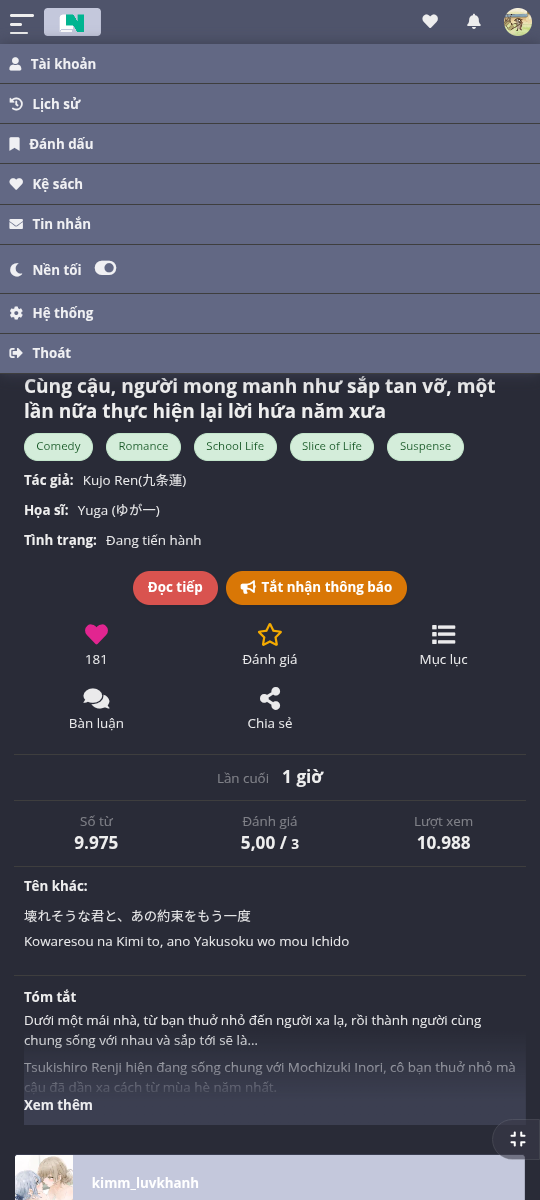 Tài khoản
Lịch sử
Đánh dấu
Kệ sách
Tin nhắn
Nền tối
Hệ thống
Thoát
Cùng cậu, người mong manh như sắp tan vỡ, một
lần nữa thực hiện lại lời hứa năm xưa
Comedy Romance School Life Slice of Life Suspense
Tác giả: Kujo Ren(九条蓮)
Họa sĩ: Yuga (ゆが一)
Tình trạng: Đang tiến hành
Đọc tiếp Tắt nhận thông báo
181 Đánh giá Mục lục
Bàn luận Chia sẻ
Lần cuối 1 giờ
Số từ Đánh giá Lượt xem
9.975 5,00 / 3 10.988
Tên khác:
壊れそうな君と、あの約束をもう一度
Kowaresou na Kimi to, ano Yakusoku wo mou Ichido
Tóm tắt
Dưới một mái nhà, từ bạn thuở nhỏ đến người xa lạ, rồi thành người cùng
chung sống với nhau và sắp tới sẽ là...
Tsukishiro Renji hiện đang sống chung với Mochizuki Inori, cô bạn thuở nhỏ mà
cậu đã dần xa cách từ mùa hè năm nhất.
Xem thêm
kimm_luvkhanh